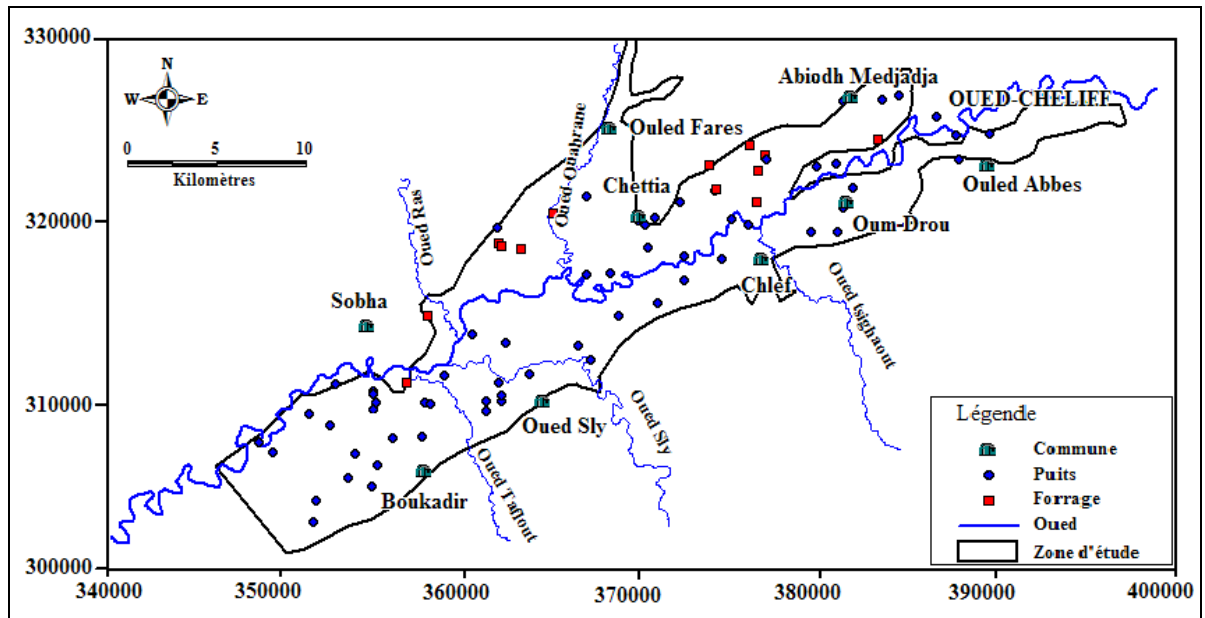 330000
320000
310000
300000
340000
350000
360000
370000
380000
390000
400000
N
W
E
S
0 5 10
Kilomètres
Abiodh Medjadja
OUED-CHELIFF
Ouled Fares
Oued-Ouahrane
Chettia
Ouled Abbes
Oum-Drou
Oued Ras
Sobha
Chlef
Oued tsighaout
Oued Sly
Oued Sly
Oued Taflout
Boukadir
Légende
Commune
Puits
Forrage
Oued
Zone d'étude